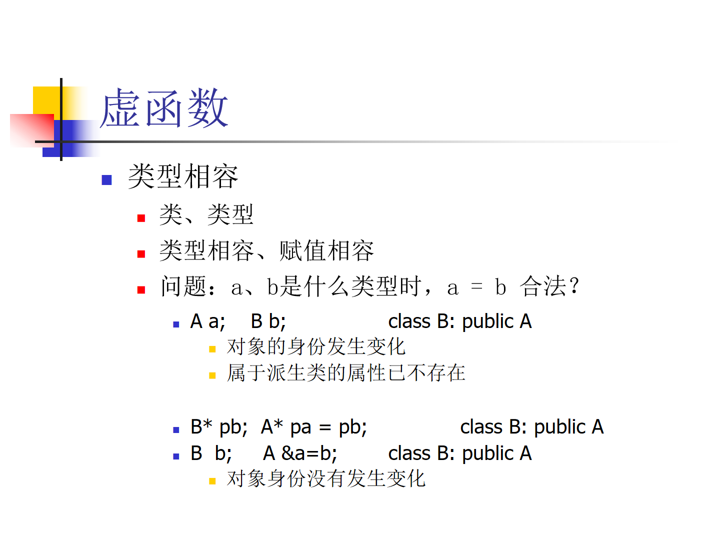 虚函数
类型相容
类、类型
类型相容、赋值相容
问题：a、b是什么类型时，a = b 合法？
A a; B b; class B: public A
对象的身份发生变化
属于派生类的属性已不存在
B* pb; A* pa = pb; class B: public A
B b; A &a=b; class B: public A
对象身份没有发生变化